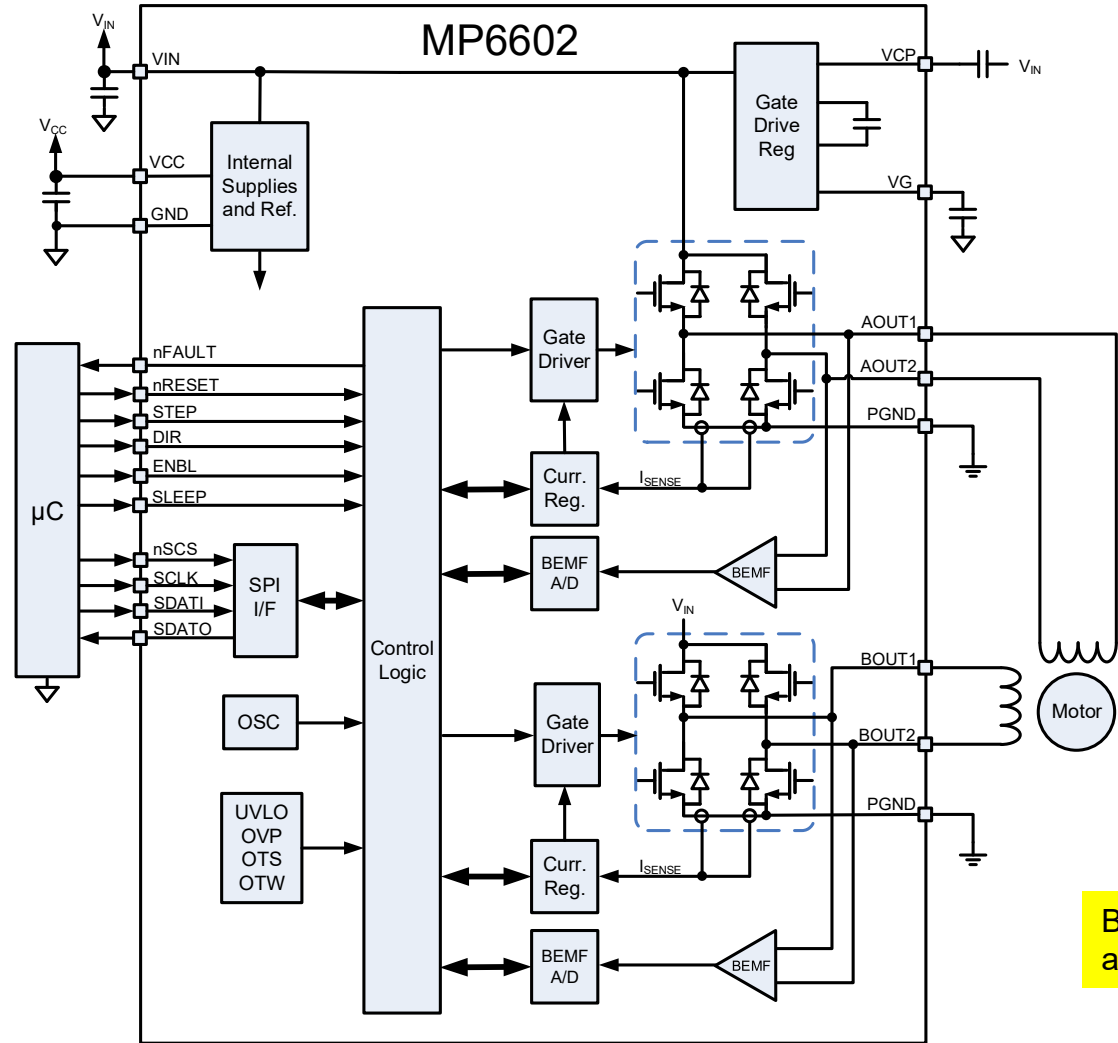 MP6602
VIN
VIN
VCP
VIN
Gate
Drive
Reg
VCC
VCC
Internal
Supplies
and Ref.
GND
VG
AOUT1
AOUT2
PGND
Gate
Driver
nFAULT
nRESET
STEP
DIR
ENBL
SLEEP
µC
Curr.
Reg.
ISENSE
nSCS
SCLK
SDATI
SDATO
SPI
I/F
BEMF
A/D
BEMF
Control
Logic
VIN
BOUT1
BOUT2
PGND
Motor
OSC
Gate
Driver
UVLO
OVP
OTS
OTW
Curr.
Reg.
ISENSE
BEMF
A/D
BEMF